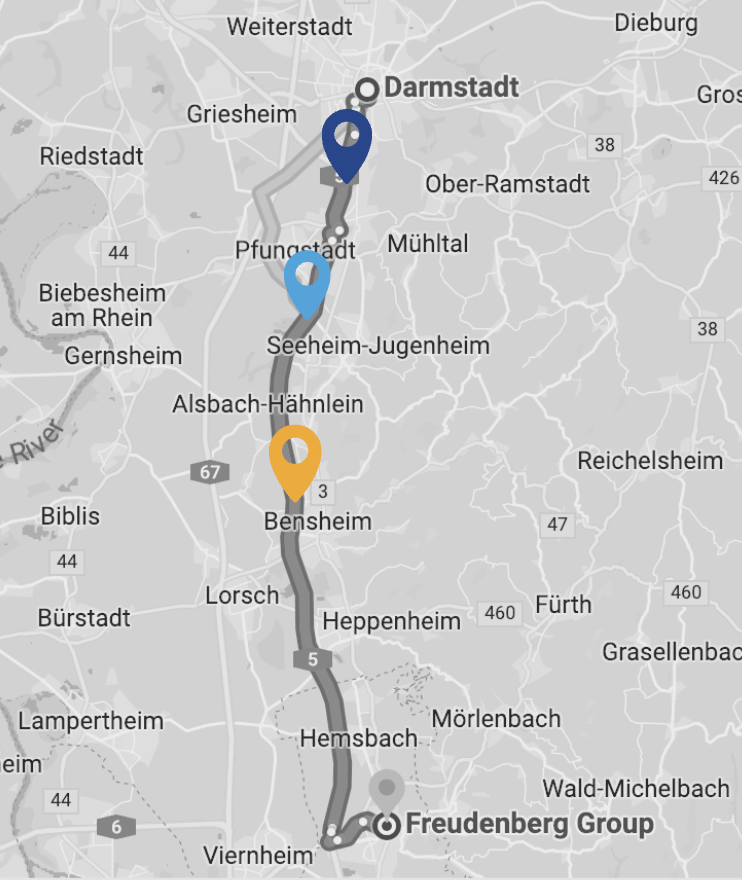 Weiterstadt
Dieburg
Darmstadt
Griesheim
Gros
38
Riedstadt
426
Ober-Ramstadt
Pfungstadt
Mühltal
44
Biebesheim
am Rhein
38
Gernsheim
Seeheim-Jugenheim
Alsbach-Hähnlein
e River
67
Reichelsheim
3
Biblis
Bensheim
47
44
Lorsch
460
Fürth
460
Bürstadt
Heppenheim
5
Grasellenbac
Lampertheim
Mörlenbach
Hemsbach
eim
Wald-Michelbach
44
6
Freudenberg Group
Viernheim